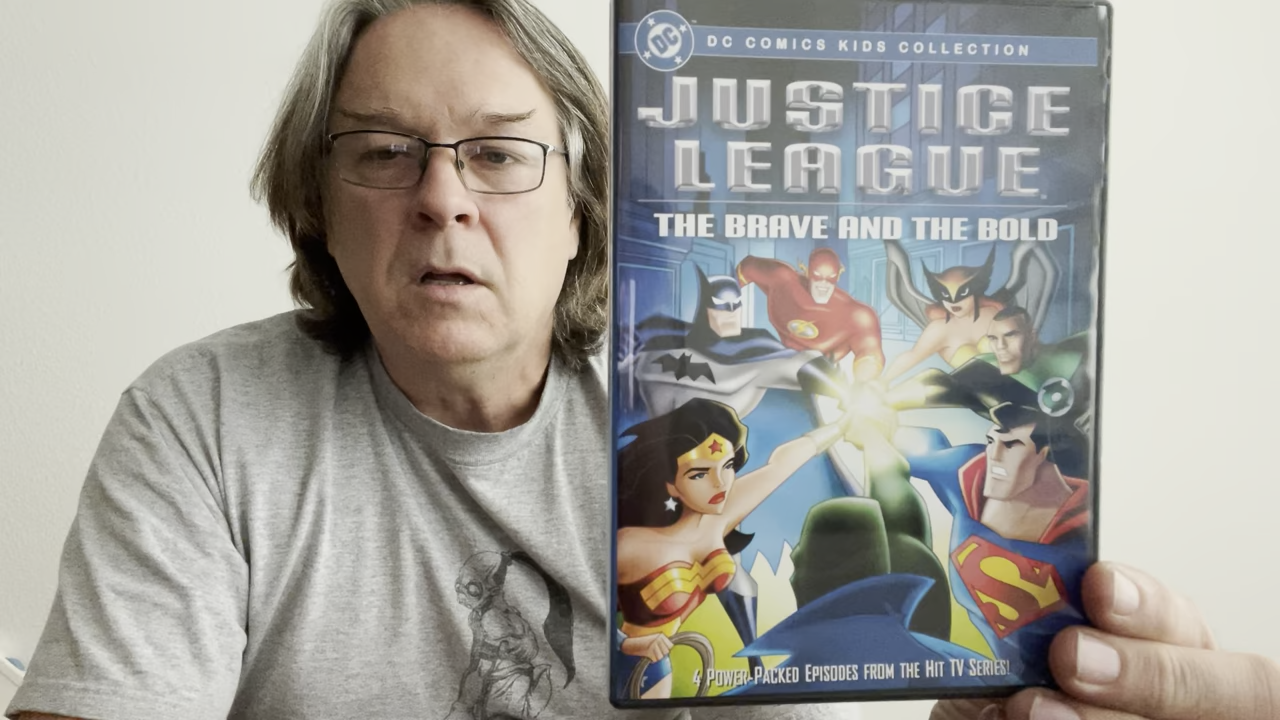 DC DC COMICS KIDS COLLECTION
JUSTICE
LEAGUE
THE BRAVE AND THE BOLD
S
4 POWER-PACKED EPISODES FROM THE HIT TV SERIES!